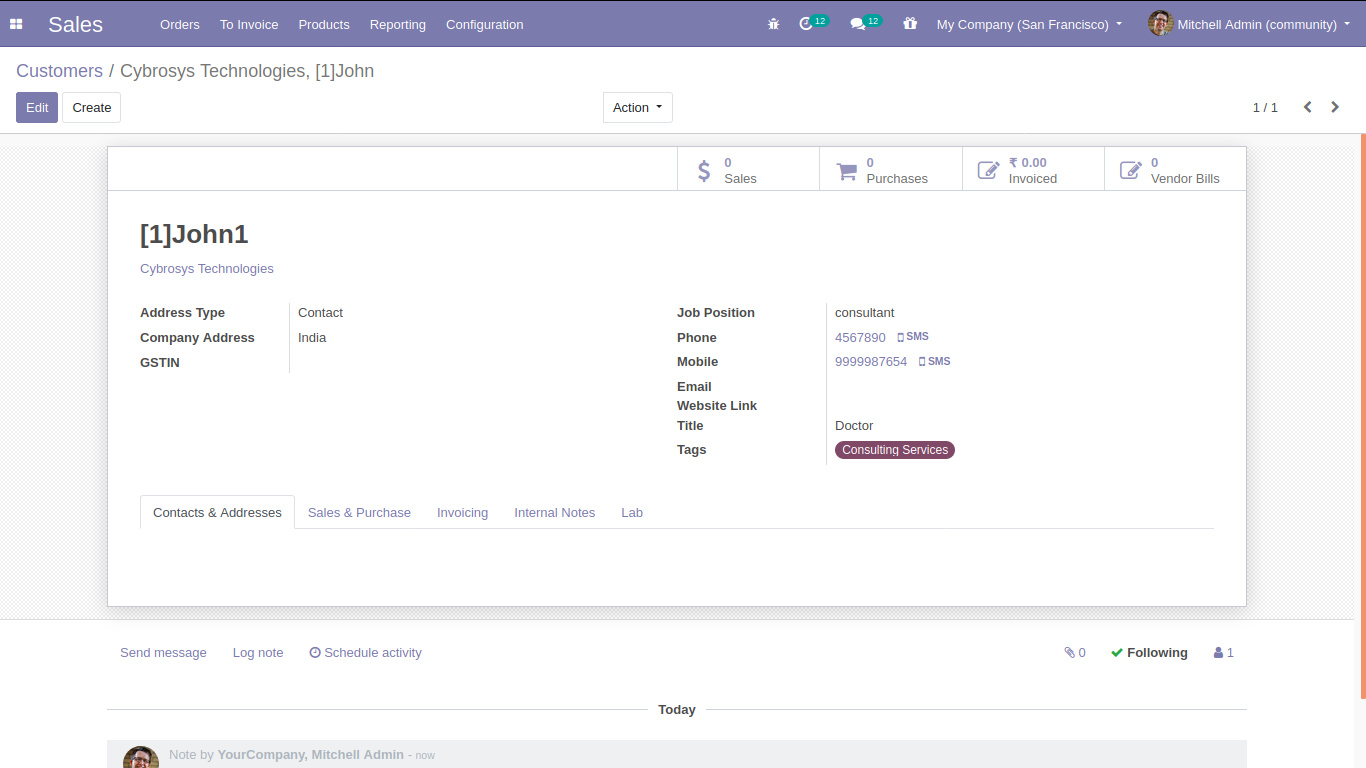 Sales Orders To Invoice Products Reporting Configuration 12 12 My Company (San Francisco) Mitchell Admin (community)
Customers / Cybrosys Technologies, [1]John
Edit Create Action 1 / 1
0 Sales
0 Purchases
₹ 0.00 Invoiced
0 Vendor Bills
[1]John1
Cybrosys Technologies
Address Type Contact
Company Address India
GSTIN
Job Position consultant
Phone 4567890 SMS
Mobile 9999987654 SMS
Email
Website Link
Title Doctor
Tags Consulting Services
Contacts & Addresses Sales & Purchase Invoicing Internal Notes Lab
Send message Log note Schedule activity 0 Following 1
Today
Note by YourCompany, Mitchell Admin - now